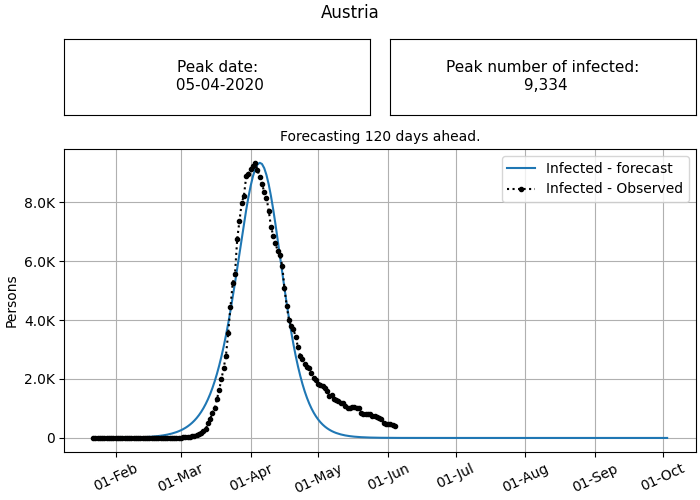 Austria
Peak date:
05-04-2020
Peak number of infected:
9,334
Forecasting 120 days ahead.
Infected - forecast
Infected - Observed
Persons
8.0K
6.0K
4.0K
2.0K
0
01-Feb
01-Mar
01-Apr
01-May
01-Jun
01-Jul
01-Aug
01-Sep
01-Oct